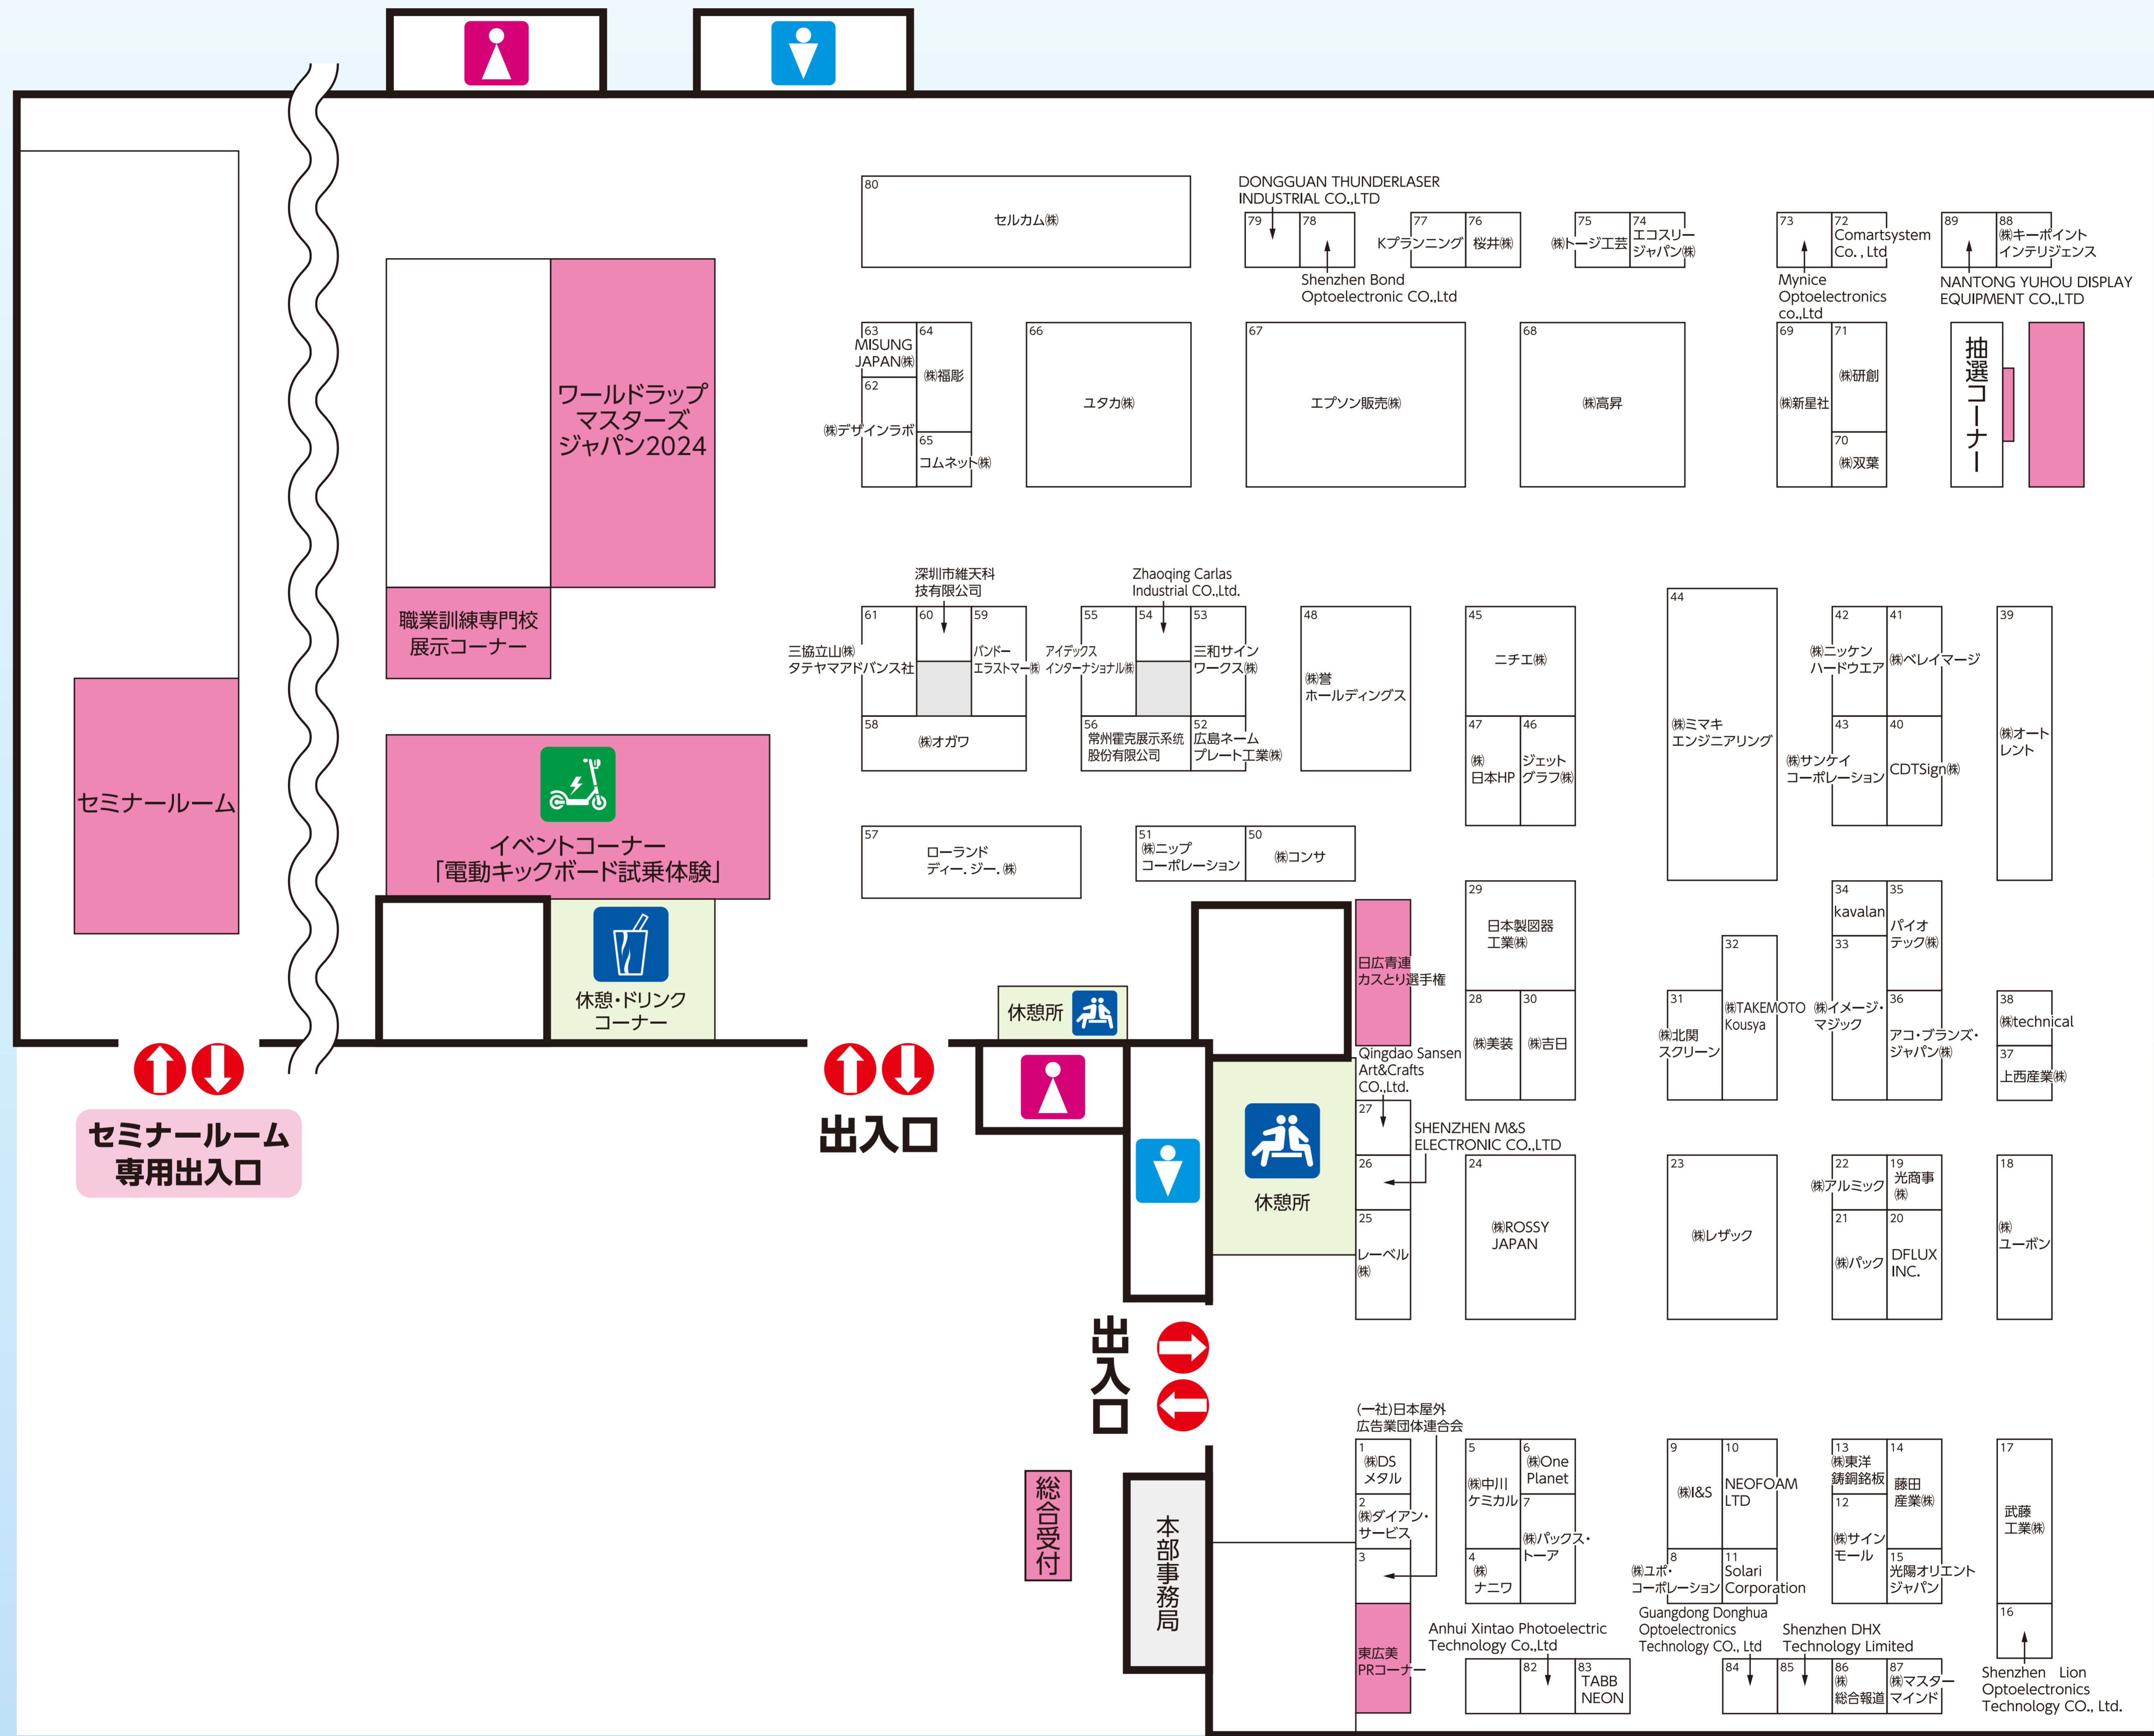 80
セルカム㈱
DONGGUAN THUNDERLASER
INDUSTRIAL CO.,LTD
79
78
Shenzhen Bond
Optoelectronic CO.,Ltd
77
Kプランニング
76
桜井㈱
75
㈱トージ工芸
74
エコスリー
ジャパン㈱
73
Mynice
Optoelectronics
co.,Ltd
72
Comartsystem
Co. , Ltd
89
NANTONG YUHOU DISPLAY
EQUIPMENT CO.,LTD
88
㈱キーポイント
インテリジェンス
ワールドラップ
マスターズ
ジャパン2024
63
MISUNG
JAPAN㈱
64
㈱福彫
62
㈱デザインラボ
65
コムネット㈱
66
ユタカ㈱
67
エプソン販売㈱
68
㈱高昇
69
㈱新星社
71
㈱研創
70
㈱双葉
抽選コーナー
職業訓練専門校
展示コーナー
深圳市維天科
技有限公司
61
三協立山㈱
タテヤマアドバンス社
60
59
バンドー
エラストマー㈱
58
㈱オガワ
Zhaoqing Carlas
Industrial CO.,Ltd.
55
アイデックス
インターナショナル㈱
54
53
三和サイン
ワークス㈱
56
常州霍克展示系统
股份有限公司
52
広島ネーム
プレート工業㈱
48
㈱誉
ホールディングス
45
ニチエ㈱
47
㈱
日本HP
46
ジェット
グラフ㈱
44
㈱ミマキ
エンジニアリング
42
㈱ニッケン
ハードウエア
41
㈱ベレイマージ
43
㈱サンケイ
コーポレーション
40
CDTSign㈱
39
㈱オート
レント
セミナールーム
イベントコーナー
「電動キックボード試乗体験」
休憩・ドリンク
コーナー
57
ローランド
ディー．ジー．㈱
51
㈱ニップ
コーポレーション
50
㈱コンサ
休憩所
日広青連
カスとり選手権
29
日本製図器
工業㈱
28
㈱美装
30
㈱吉日
31
㈱北関
スクリーン
32
㈱TAKEMOTO
Kousya
34
kavalan
35
パイオ
テック㈱
33
㈱イメージ・
マジック
36
アコ・ブランズ・
ジャパン㈱
38
㈱technical
37
上西産業㈱
セミナールーム
専用出入口
出入口
休憩所
Qingdao Sansen
Art&Crafts
CO.,Ltd.
27
SHENZHEN M&S
ELECTRONIC CO.,LTD
26
25
レーベル
㈱
24
㈱ROSSY
JAPAN
23
㈱レザック
22
㈱アルミック
19
光商事
㈱
21
㈱パック
20
DFLUX
INC.
18
㈱
ユーボン
出入口
総合受付
本部事務局
(一社)日本屋外
広告業団体連合会
1
㈱DS
メタル
2
㈱ダイアン・
サービス
3
東広美
PRコーナー
5
㈱中川
ケミカル
6
㈱One
Planet
7
㈱パックス・
トーア
4
㈱
ナニワ
9
㈱I&S
10
NEOFOAM
LTD
8
㈱ユポ・
コーポレーション
11
Solari
Corporation
13
㈱東洋
鋳鋼銘板
14
藤田
産業㈱
12
㈱サイン
モール
15
光陽オリエント
ジャパン
17
武藤
工業㈱
16
Shenzhen Lion
Optoelectronics
Technology CO., Ltd.
Anhui Xintao Photoelectric
Technology Co.,Ltd
82
83
TABB
NEON
Guangdong Donghua
Optoelectronics
Technology CO., Ltd
84
Shenzhen DHX
Technology Limited
85
86
㈱
総合報道
87
㈱マスター
マインド